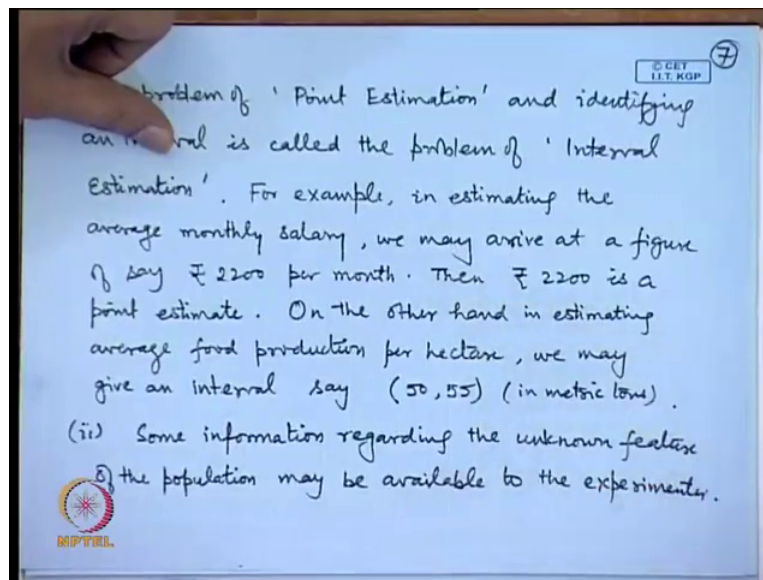 © CET
I.I.T. KGP
7
problem of 'Point Estimation' and identifying
an interval is called the problem of 'Interval
Estimation'. For example, in estimating the
average monthly salary, we may arive at a figure
of say ₹ 2200 per month. Then ₹ 2200 is a
point estimate. On the other hand in estimating
average food production per hectare, we may
give an interval say (50, 55) (in metric tons).
(ii) Some information regarding the unknown feature
of the population may be available to the experimenter.
NPTEL